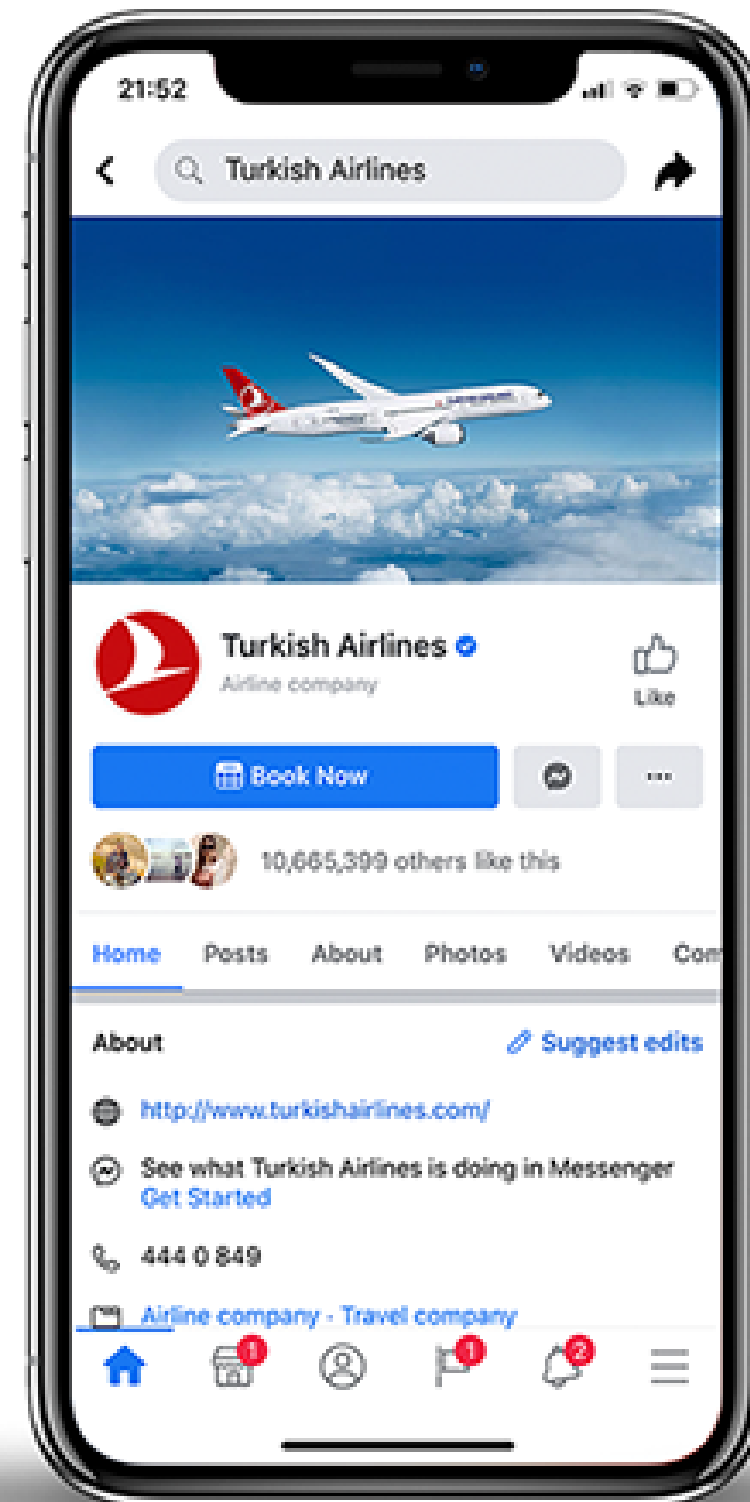 21:52
Turkish Airlines
Turkish Airlines
Airline company
Like
Book Now
10,665,399 others like this
Home Posts About Photos Videos Com
About Suggest edits
http://www.turkishairlines.com/
See what Turkish Airlines is doing in Messenger
Get Started
444 0 849
Airline company - Travel company
1 1 2